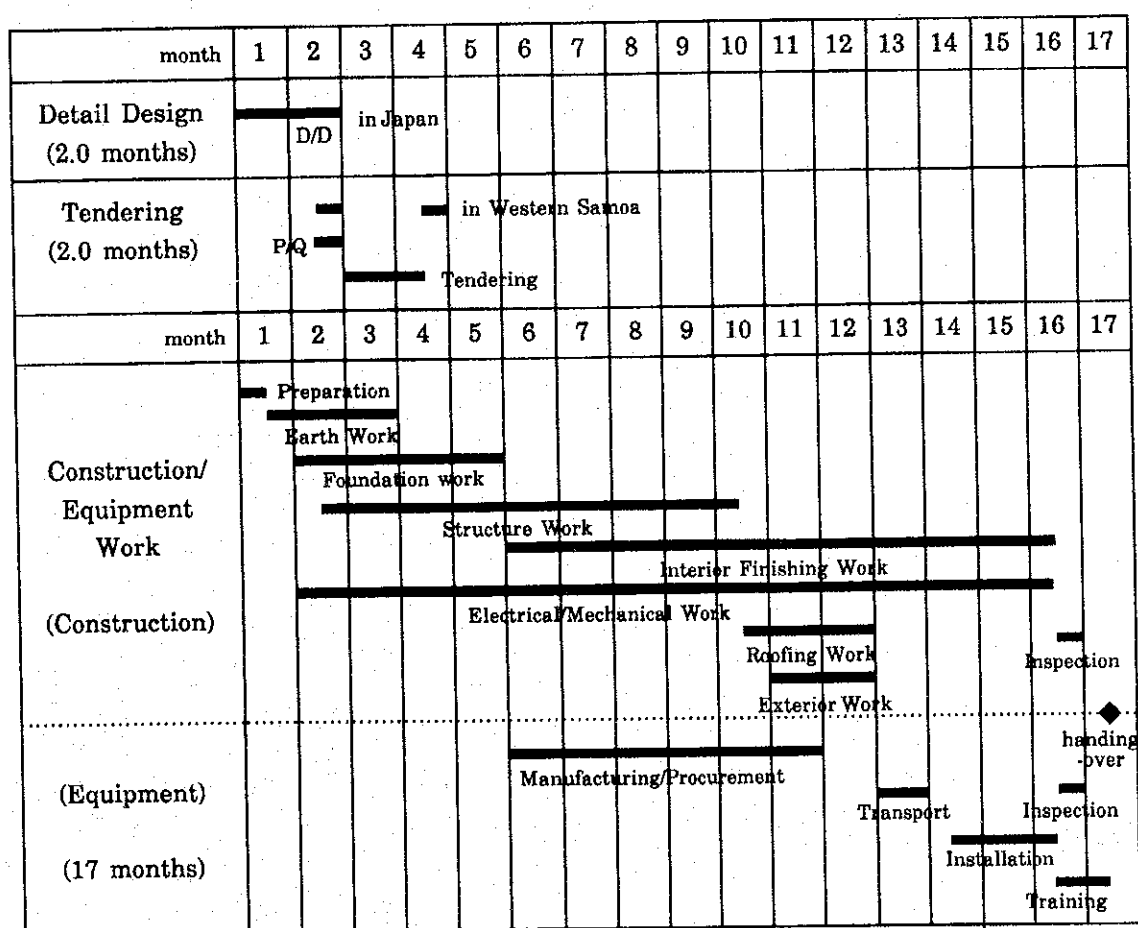 month 1 2 3 4 5 6 7 8 9 10 11 12 13 14 15 16 17
Detail Design
(2.0 months)
D/D
in Japan
Tendering
(2.0 months)
in Western Samoa
P/Q
Tendering
month 1 2 3 4 5 6 7 8 9 10 11 12 13 14 15 16 17
Construction/
Equipment
Work
(Construction)
Preparation
Earth Work
Foundation work
Structure Work
Interior Finishing Work
Electrical/Mechanical Work
Roofing Work
Inspection
Exterior Work
handing
-over
(Equipment)
(17 months)
Manufacturing/Procurement
Transport
Inspection
Installation
Training